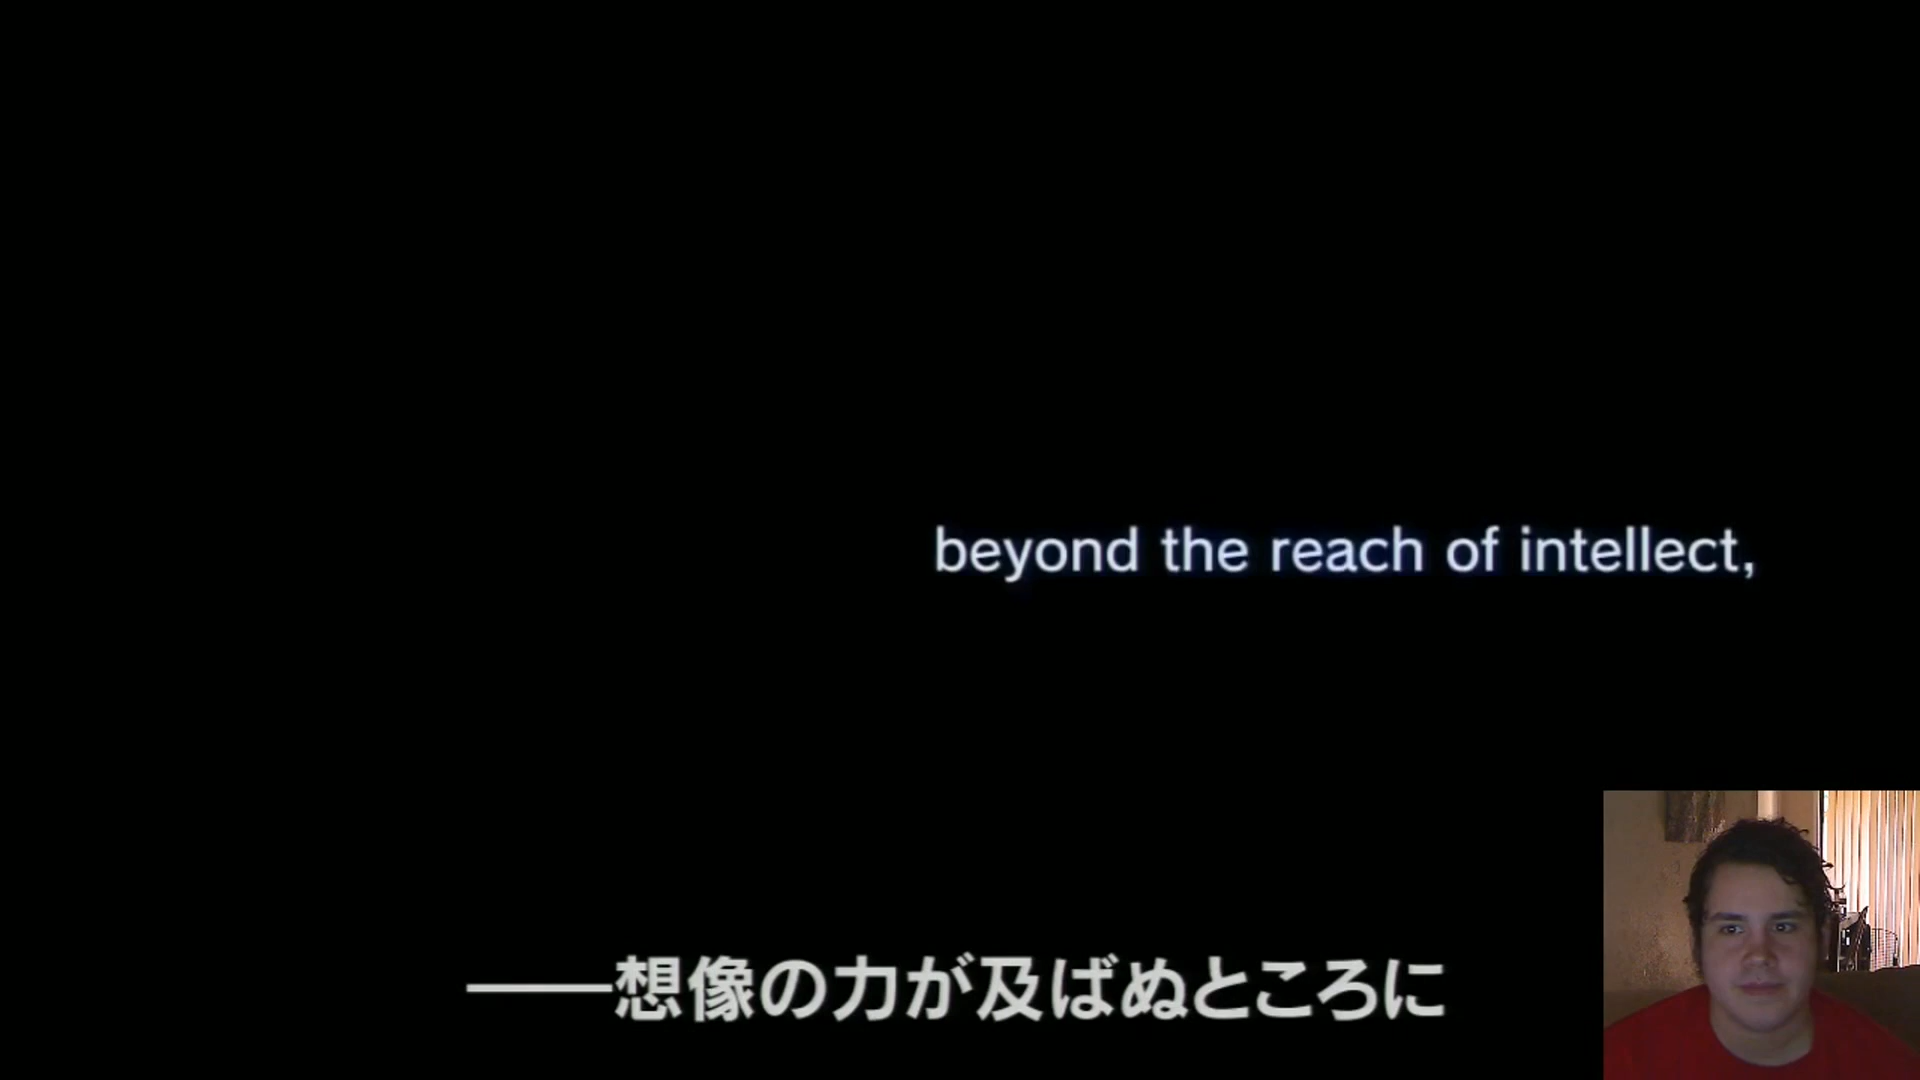 beyond the reach of intellect,
──想像の力が及ばぬところに